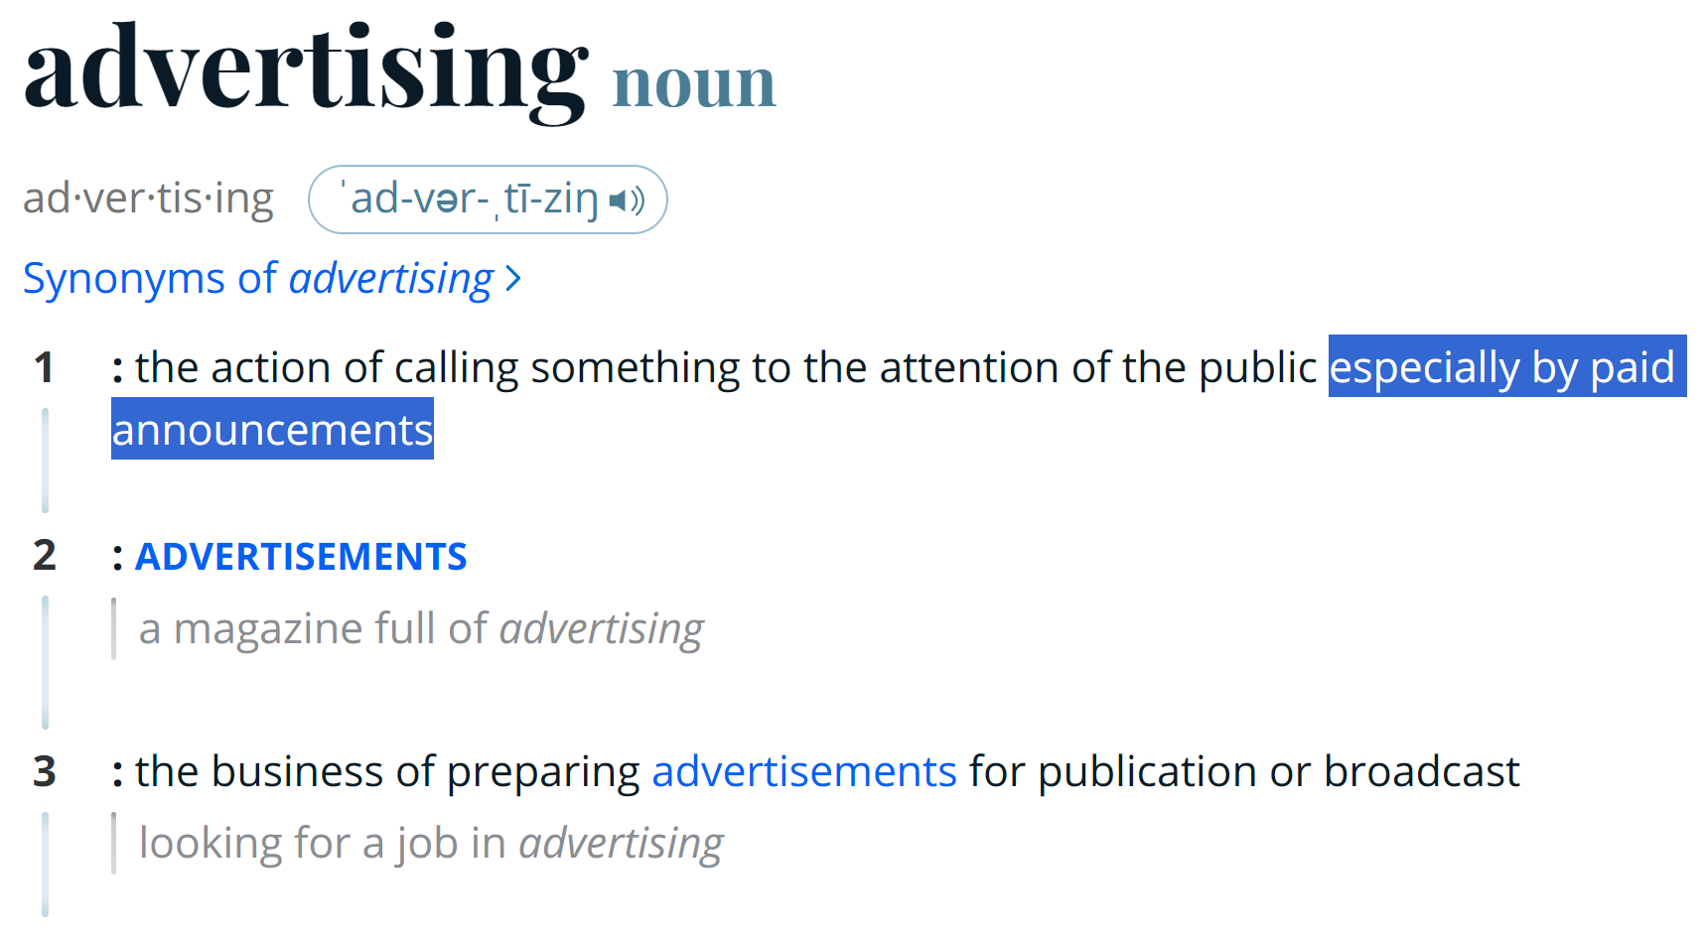 advertising noun
ad·ver·tis·ing ˈad-vər-ˌtī-ziŋ
Synonyms of advertising
1 : the action of calling something to the attention of the public especially by paid
announcements
2 : ADVERTISEMENTS
a magazine full of advertising
3 : the business of preparing advertisements for publication or broadcast
looking for a job in advertising